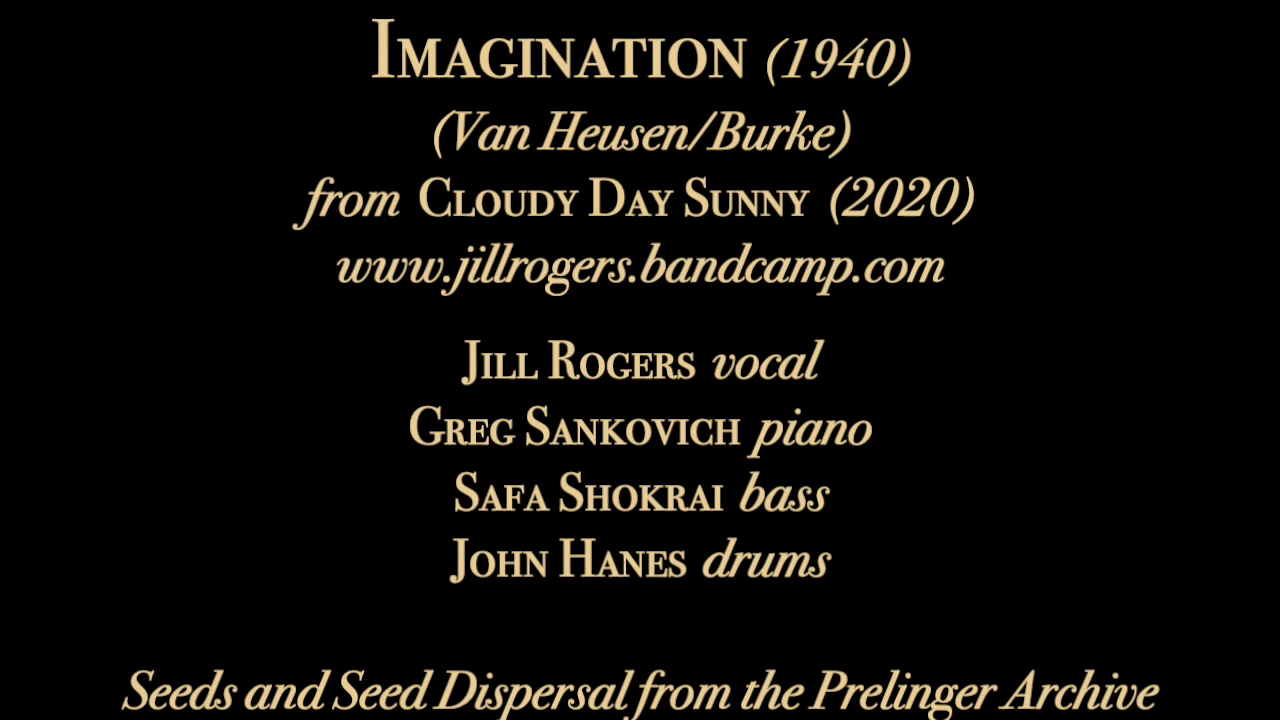 Imagination (1940)
(Van Heusen/Burke)
from Cloudy Day Sunny (2020)
www.jillrogers.bandcamp.com
Jill Rogers vocal
Greg Sankovich piano
Safa Shokrai bass
John Hanes drums
Seeds and Seed Dispersal from the Prelinger Archive